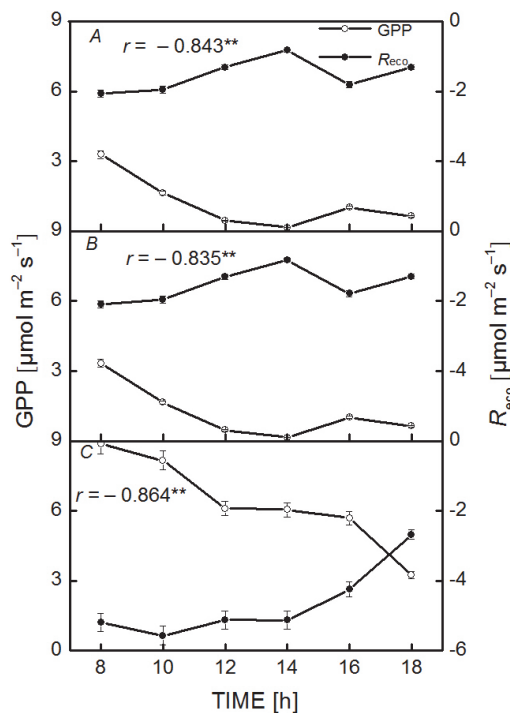 9
0
A
GPP
r = – 0.843**
Reco
6
-2
3
-4
9
0
B
r = – 0.835**
6
-2
3
-4
9
0
C
r = – 0.864**
6
-2
3
-4
0
-6
8 10 12 14 16 18
TIME [h]
GPP [µmol m–2 s–1]
Reco [µmol m–2 s–1]